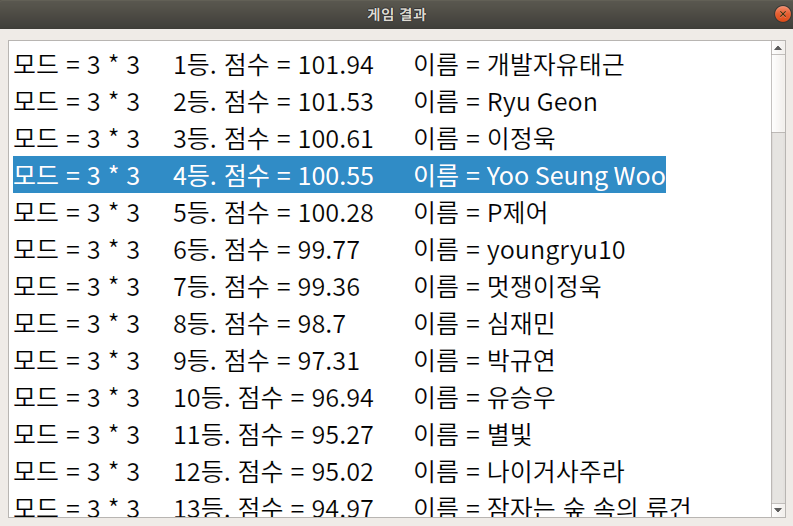 게임 결과
모드 = 3 * 3 1등. 점수 = 101.94 이름 = 개발자유태근
모드 = 3 * 3 2등. 점수 = 101.53 이름 = Ryu Geon
모드 = 3 * 3 3등. 점수 = 100.61 이름 = 이정욱
모드 = 3 * 3 4등. 점수 = 100.55 이름 = Yoo Seung Woo
모드 = 3 * 3 5등. 점수 = 100.28 이름 = P제어
모드 = 3 * 3 6등. 점수 = 99.77 이름 = youngryu10
모드 = 3 * 3 7등. 점수 = 99.36 이름 = 멋쟁이정욱
모드 = 3 * 3 8등. 점수 = 98.7 이름 = 심재민
모드 = 3 * 3 9등. 점수 = 97.31 이름 = 박규연
모드 = 3 * 3 10등. 점수 = 96.94 이름 = 유승우
모드 = 3 * 3 11등. 점수 = 95.27 이름 = 별빛
모드 = 3 * 3 12등. 점수 = 95.02 이름 = 나이거사주라
모드 = 3 * 3 13등. 점수 = 94.97 이름 = 잠자는 숲 속의 류건